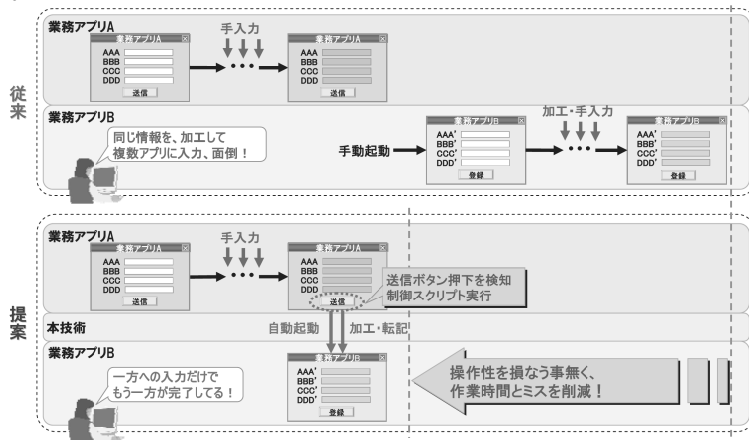 従来
業務アプリA
業務アプリA
AAA
BBB
CCC
DDD
送信
手入力
業務アプリA
AAA
BBB
CCC
DDD
送信
業務アプリB
同じ情報を、加工して
複数アプリに入力、面倒！
手動起動
業務アプリB
AAA'
BBB'
CCC'
DDD'
登録
加工・手入力
業務アプリB
AAA'
BBB'
CCC'
DDD'
登録
提案
業務アプリA
業務アプリA
AAA
BBB
CCC
DDD
送信
手入力
業務アプリA
AAA
BBB
CCC
DDD
送信
送信ボタン押下を検知
制御スクリプト実行
本技術
自動起動
加工・転記
業務アプリB
一方への入力だけで
もう一方が完了してる！
業務アプリB
AAA'
BBB'
CCC'
DDD'
登録
操作性を損なう事無く、
作業時間とミスを削減！